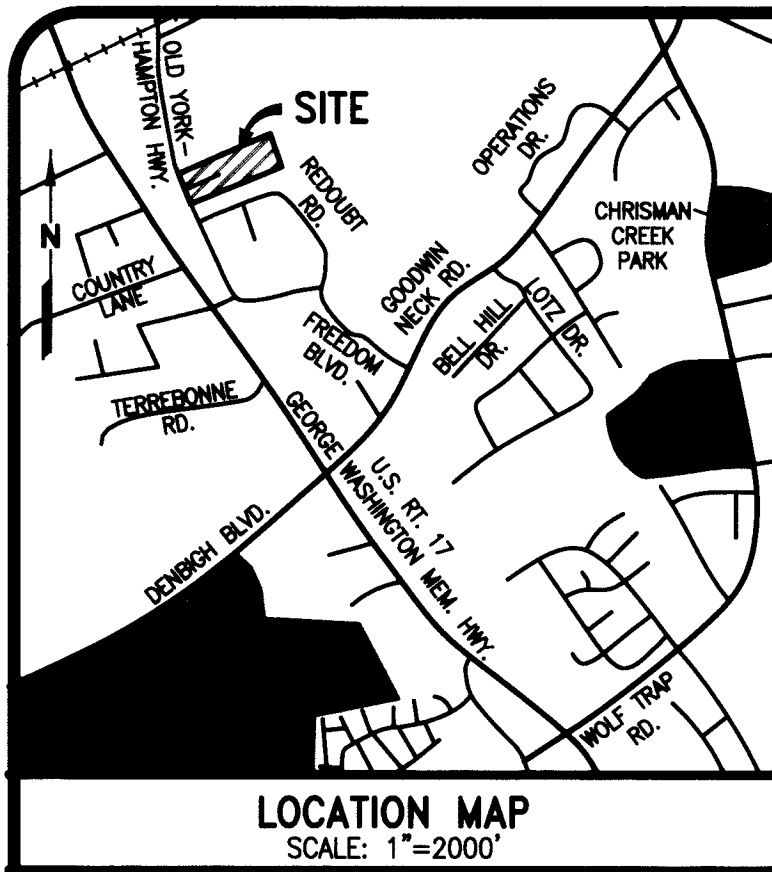 OLD YORK-
HAMPTON HWY.
SITE
REDOUBT
RD.
OPERATIONS
DR.
CHRISMAN
CREEK
PARK
N
COUNTRY
LANE
GOODWIN
NECK RD.
FREEDOM
BLVD.
BELL HILL
DR.
LOTZ DR.
TERREBONNE
RD.
GEORGE WASHINGTON MEM. HWY.
U.S. RT. 17
DENBIGH BLVD.
WOLF TRAP
RD.
LOCATION MAP
SCALE: 1"=2000'